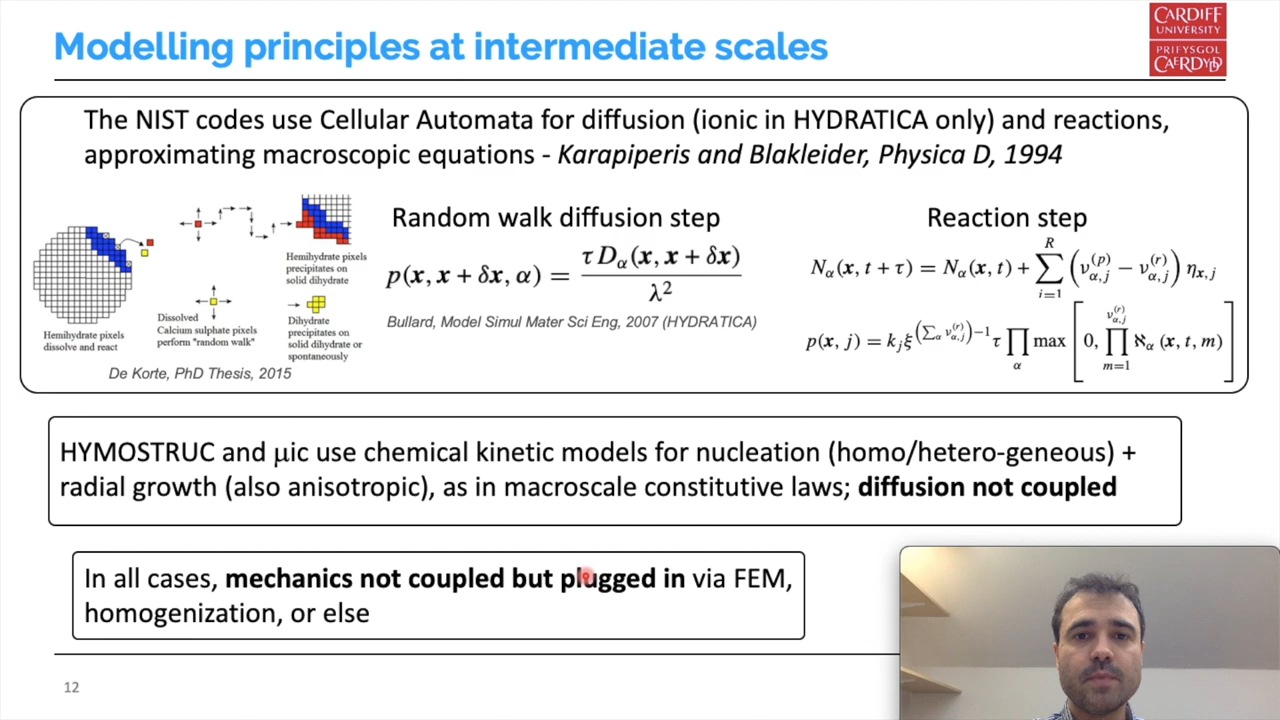 Modelling principles at intermediate scales
CARDIFF
UNIVERSITY
PRIFYSGOL
CAERDYDD
The NIST codes use Cellular Automata for diffusion (ionic in HYDRATICA only) and reactions,
approximating macroscopic equations - Karapiperis and Blakleider, Physica D, 1994
Hemihydrate pixels
dissolve and react
Dissolved
Calcium sulphate pixels
perform "random walk"
Hemihydrate pixels
precipitates on
solid dihydrate
Dihydrate
precipitates on
solid dihydrate or
spontaneously
De Korte, PhD Thesis, 2015
Random walk diffusion step
p(x, x + δx, α) = τ D_α(x, x + δx) / λ²
Bullard, Model Simul Mater Sci Eng, 2007 (HYDRATICA)
Reaction step
N_α(x, t + τ) = N_α(x, t) + ∑_{i=1}^{R} (ν_{α,j}^{(p)} − ν_{α,j}^{(r)}) η_{x,j}
p(x, j) = k_j ξ^{(∑_α ν_{α,j}^{(r)})−1} τ ∏_α max [0, ∏_{m=1}^{ν_{α,j}^{(r)}} ℵ_α (x, t, m)]
HYMOSTRUC and μic use chemical kinetic models for nucleation (homo/hetero-geneous) +
radial growth (also anisotropic), as in macroscale constitutive laws; diffusion not coupled
In all cases, mechanics not coupled but plugged in via FEM,
homogenization, or else
12